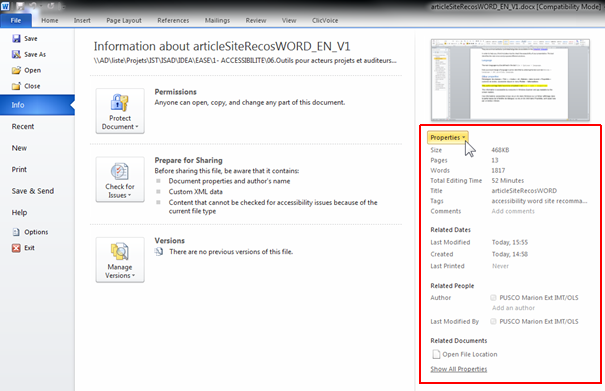 articleSiteRecosWORD_EN_V1.docx [Compatibility Mode]
File Home Insert Page Layout References Mailings Review View ClicVoice
Save
Save As
Open
Close
Info
Recent
New
Print
Save & Send
Help
Options
Exit
Information about articleSiteRecosWORD_EN_V1
\\AD\liste\Projets\IST\ISAD\IDEA\EASE\1- ACCESSIBILITE\06.Outils pour acteurs projets et auditeurs...
Protect
Document
Permissions
Anyone can open, copy, and change any part of this document.
Check for
Issues
Prepare for Sharing
Before sharing this file, be aware that it contains:
Document properties and author's name
Custom XML data
Content that cannot be checked for accessibility issues because of the
current file type
Manage
Versions
Versions
There are no previous versions of this file.
Properties
Size 468KB
Pages 13
Words 1817
Total Editing Time 52 Minutes
Title articleSiteRecosWORD
Tags accessibility word site recomma...
Comments Add comments
Related Dates
Last Modified Today, 15:55
Created Today, 14:58
Last Printed Never
Related People
Author PUSCO Marion Ext IMT/OLS
Add an author
Last Modified By PUSCO Marion Ext IMT/OLS
Related Documents
Open File Location
Show All Properties